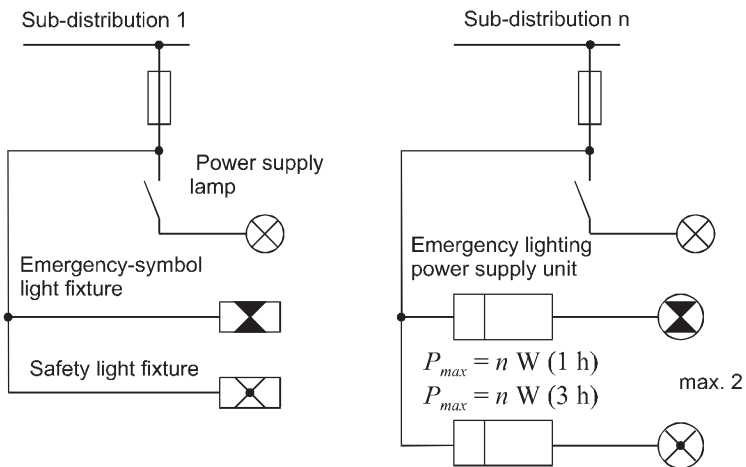 Sub-distribution 1
Sub-distribution n
Power supply
lamp
Emergency-symbol
light fixture
Safety light fixture
Emergency lighting
power supply unit
P_max = n W (1 h)
P_max = n W (3 h)
max. 2